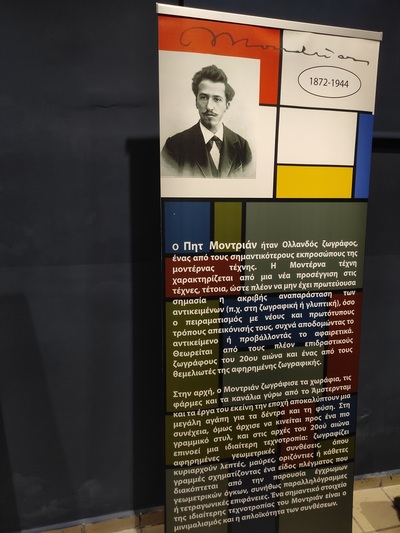 Mondrian
1872-1944
Ο Πητ Μοντριάν ήταν Ολλανδός ζωγράφος,
ένας από τους σημαντικότερους εκπροσώπους της
μοντέρνας τέχνης. Η Μοντέρνα τέχνη
χαρακτηρίζεται από μια νέα προσέγγιση στις
τέχνες, τέτοια, ώστε πλέον να μην έχει πρωτεύουσα
σημασία η ακριβής αναπαράσταση των
αντικειμένων (π.χ. στη ζωγραφική ή γλυπτική), όσο
ο πειραματισμός με νέους και πρωτότυπους
τρόπους απεικόνισής τους, συχνά αποδομώντας το
αντικείμενο ή προβάλλοντάς το αφαιρετικά.
Θεωρείται από τους πλέον επιδραστικούς
ζωγράφους του 20ου αιώνα και ένας από τους
θεμελιωτές της αφηρημένης ζωγραφικής.
Στην αρχή, ο Μοντριάν ζωγράφισε τα χωράφια, τις
φάρμες και τα κανάλια γύρω από το Άμστερνταμ
και τα έργα του εκείνη την εποχή αποκαλύπτουν μια
μεγάλη αγάπη για τα δέντρα και τη φύση. Στη
συνέχεια, όμως άρχισε να κινείται προς ένα πιο
γραμμικό στυλ, και στις αρχές του 20ού αιώνα
επινοεί μια ιδιαίτερη τεχνοτροπία: ζωγραφίζει
αφηρημένες γεωμετρικές συνθέσεις, όπου
κυριαρχούν λεπτές, μαύρες, οριζόντιες ή κάθετες
γραμμές σχηματίζοντας ένα είδος πλέγματος που
διακόπτεται από την παρουσία έγχρωμων
γεωμετρικών όγκων, συνήθως παραλληλόγραμμες
ή τετραγωνικές επιφάνειες. Ένα σημαντικό στοιχείο
της ιδιαίτερης τεχνοτροπίας του Μοντριάν είναι ο
μινιμαλισμός και η απλοϊκότητα των συνθέσεων.